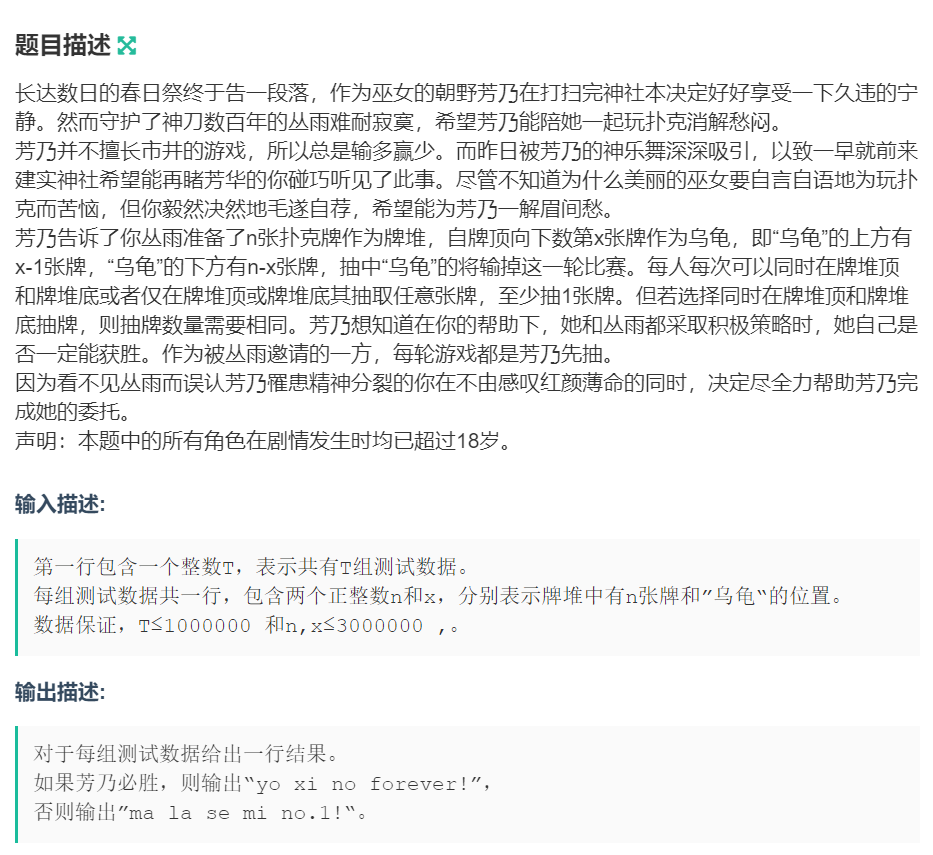 题目描述
长达数日的春日祭终于告一段落，作为巫女的朝野芳乃在打扫完神社本决定好好享受一下久违的宁
静。然而守护了神刀数百年的丛雨难耐寂寞，希望芳乃能陪她一起玩扑克消解愁闷。
芳乃并不擅长市井的游戏，所以总是输多赢少。而昨日被芳乃的神乐舞深深吸引，以致一早就前来
建实神社希望能再睹芳华的你碰巧听见了此事。尽管不知道为什么美丽的巫女要自言自语地为玩扑
克而苦恼，但你毅然决然地毛遂自荐，希望能为芳乃一解眉间愁。
芳乃告诉了你丛雨准备了n张扑克牌作为牌堆，自牌顶向下数第x张牌作为乌龟，即“乌龟”的上方有
x-1张牌，“乌龟”的下方有n-x张牌，抽中“乌龟”的将输掉这一轮比赛。每人每次可以同时在牌堆顶
和牌堆底或者仅在牌堆顶或牌堆底其抽取任意张牌，至少抽1张牌。但若选择同时在牌堆顶和牌堆
底抽牌，则抽牌数量需要相同。芳乃想知道在你的帮助下，她和丛雨都采取积极策略时，她自己是
否一定能获胜。作为被丛雨邀请的一方，每轮游戏都是芳乃先抽。
因为看不见丛雨而误认芳乃罹患精神分裂的你在不由感叹红颜薄命的同时，决定尽全力帮助芳乃完
成她的委托。
声明：本题中的所有角色在剧情发生时均已超过18岁。
输入描述:
第一行包含一个整数T，表示共有T组测试数据。
每组测试数据共一行，包含两个正整数n和x，分别表示牌堆中有n张牌和”乌龟“的位置。
数据保证，T≤1000000 和n,x≤3000000 ,。
输出描述:
对于每组测试数据给出一行结果。
如果芳乃必胜，则输出“yo xi no forever!”，
否则输出”ma la se mi no.1!“。